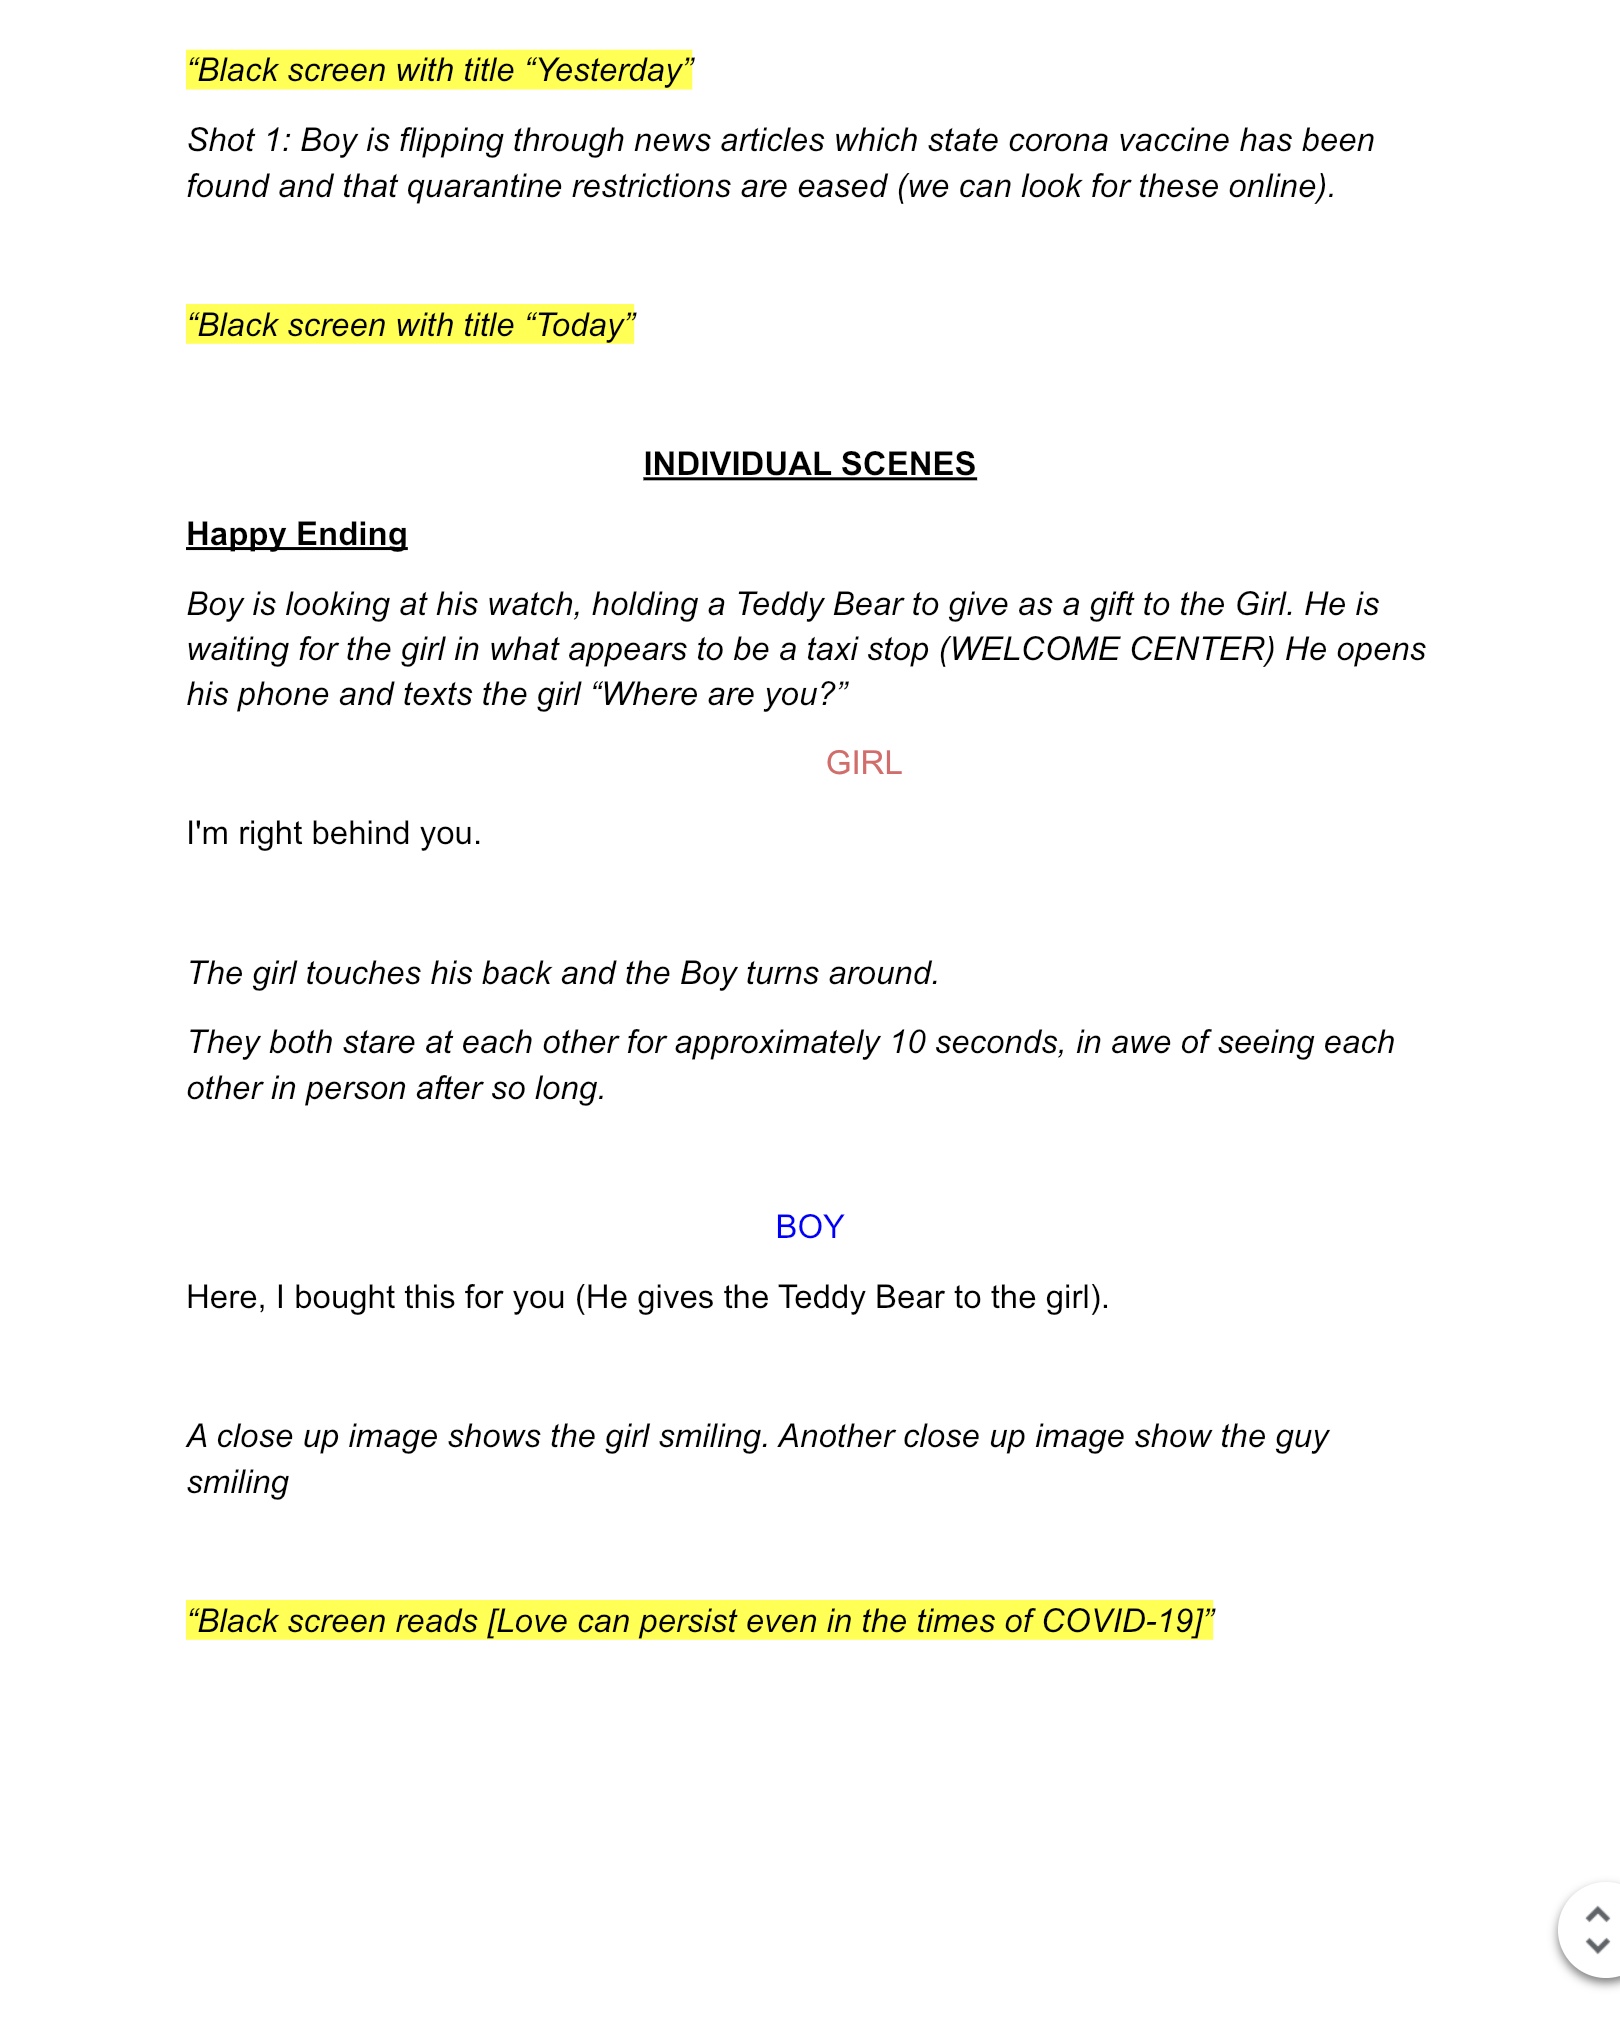 “Black screen with title “Yesterday”
Shot 1: Boy is flipping through news articles which state corona vaccine has been
found and that quarantine restrictions are eased (we can look for these online).
“Black screen with title “Today”
INDIVIDUAL SCENES
Happy Ending
Boy is looking at his watch, holding a Teddy Bear to give as a gift to the Girl. He is
waiting for the girl in what appears to be a taxi stop (WELCOME CENTER) He opens
his phone and texts the girl “Where are you?”
GIRL
I'm right behind you.
The girl touches his back and the Boy turns around.
They both stare at each other for approximately 10 seconds, in awe of seeing each
other in person after so long.
BOY
Here, I bought this for you (He gives the Teddy Bear to the girl).
A close up image shows the girl smiling. Another close up image show the guy
smiling
“Black screen reads [Love can persist even in the times of COVID-19]”